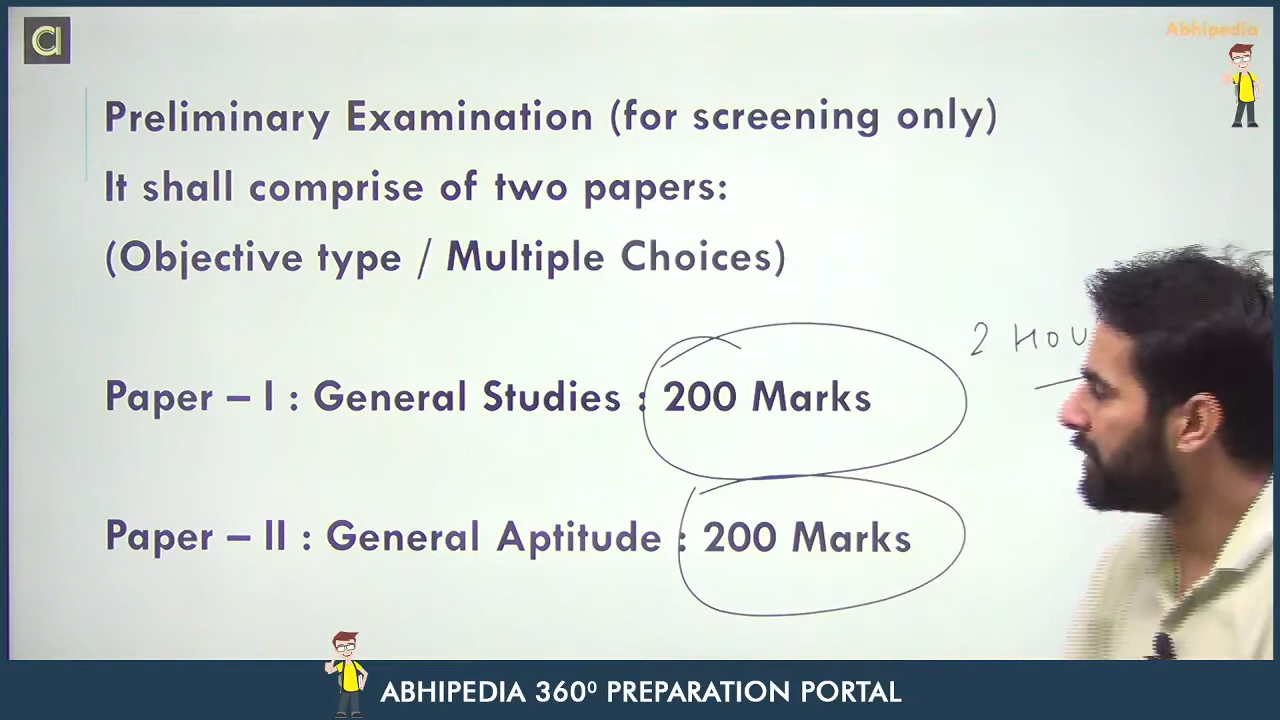 Abhipedia
Preliminary Examination (for screening only)
It shall comprise of two papers:
(Objective type / Multiple Choices)
2
Paper – I : General Studies : 200 Marks
Paper – II : General Aptitude : 200 Marks
ABHIPEDIA 360⁰ PREPARATION PORTAL